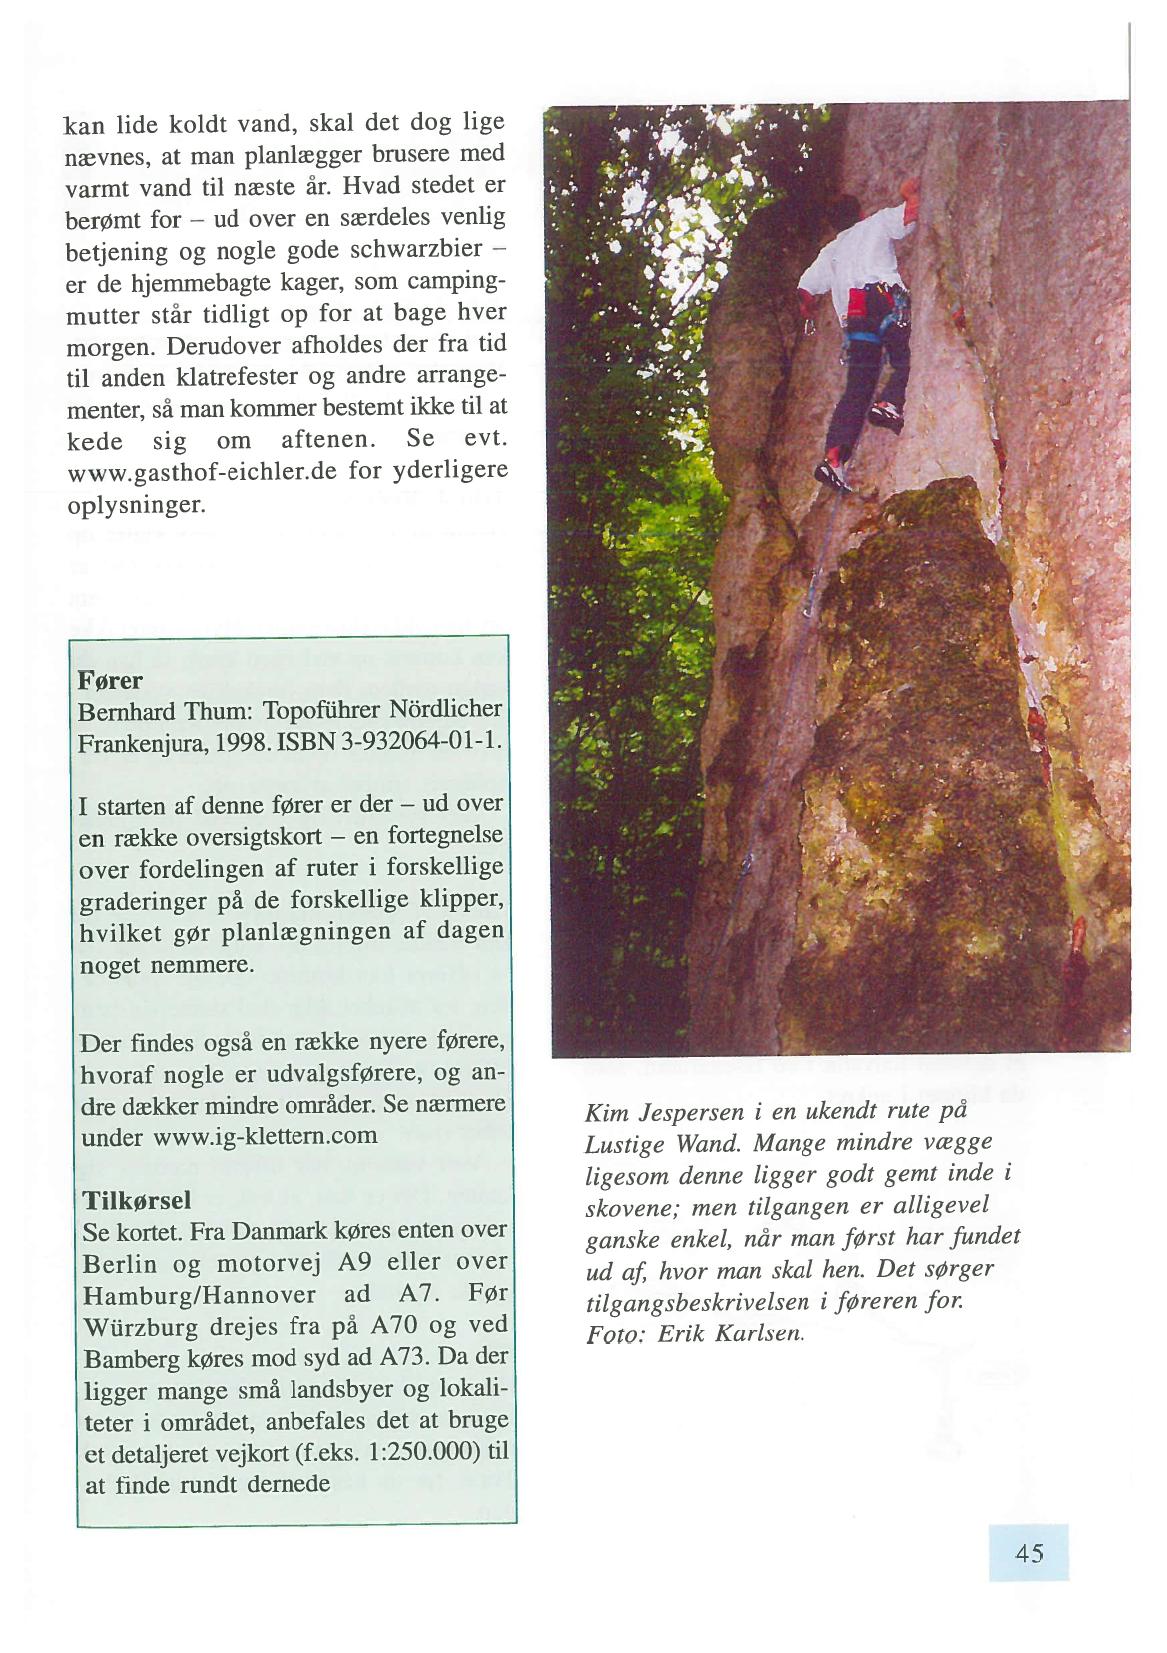 kan lide koldt vand, skal det dog lige
nævnes, at man planlægger brusere med
varmt vand til næste år. Hvad stedet er
berømt for – ud over en særdeles venlig
betjening og nogle gode schwarzbier –
er de hjemmebagte kager, som camping-
mutter står tidligt op for at bage hver
morgen. Derudover afholdes der fra tid
til anden klatrefester og andre arrange-
menter, så man kommer bestemt ikke til at
kede sig om aftenen. Se evt.
www.gasthof-eichler.de for yderligere
oplysninger.
Fører
Bernhard Thum: Topoführer Nördlicher
Frankenjura, 1998. ISBN 3-932064-01-1.
I starten af denne fører er der – ud over
en række oversigtskort – en fortegnelse
over fordelingen af ruter i forskellige
graderinger på de forskellige klipper,
hvilket gør planlægningen af dagen
noget nemmere.
Der findes også en række nyere førere,
hvoraf nogle er udvalgsførere, og an-
dre dækker mindre områder. Se nærmere
under www.ig-klettern.com
Tilkørsel
Se kortet. Fra Danmark køres enten over
Berlin og motorvej A9 eller over
Hamburg/Hannover ad A7. Før
Würzburg drejes fra på A70 og ved
Bamberg køres mod syd ad A73. Da der
ligger mange små landsbyer og lokali-
teter i området, anbefales det at bruge
et detaljeret vejkort (f.eks. 1:250.000) til
at finde rundt dernede
Kim Jespersen i en ukendt rute på
Lustige Wand. Mange mindre vægge
ligesom denne ligger godt gemt inde i
skovene; men tilgangen er alligevel
ganske enkel, når man først har fundet
ud af, hvor man skal hen. Det sørger
tilgangsbeskrivelsen i føreren for.
Foto: Erik Karlsen.
45